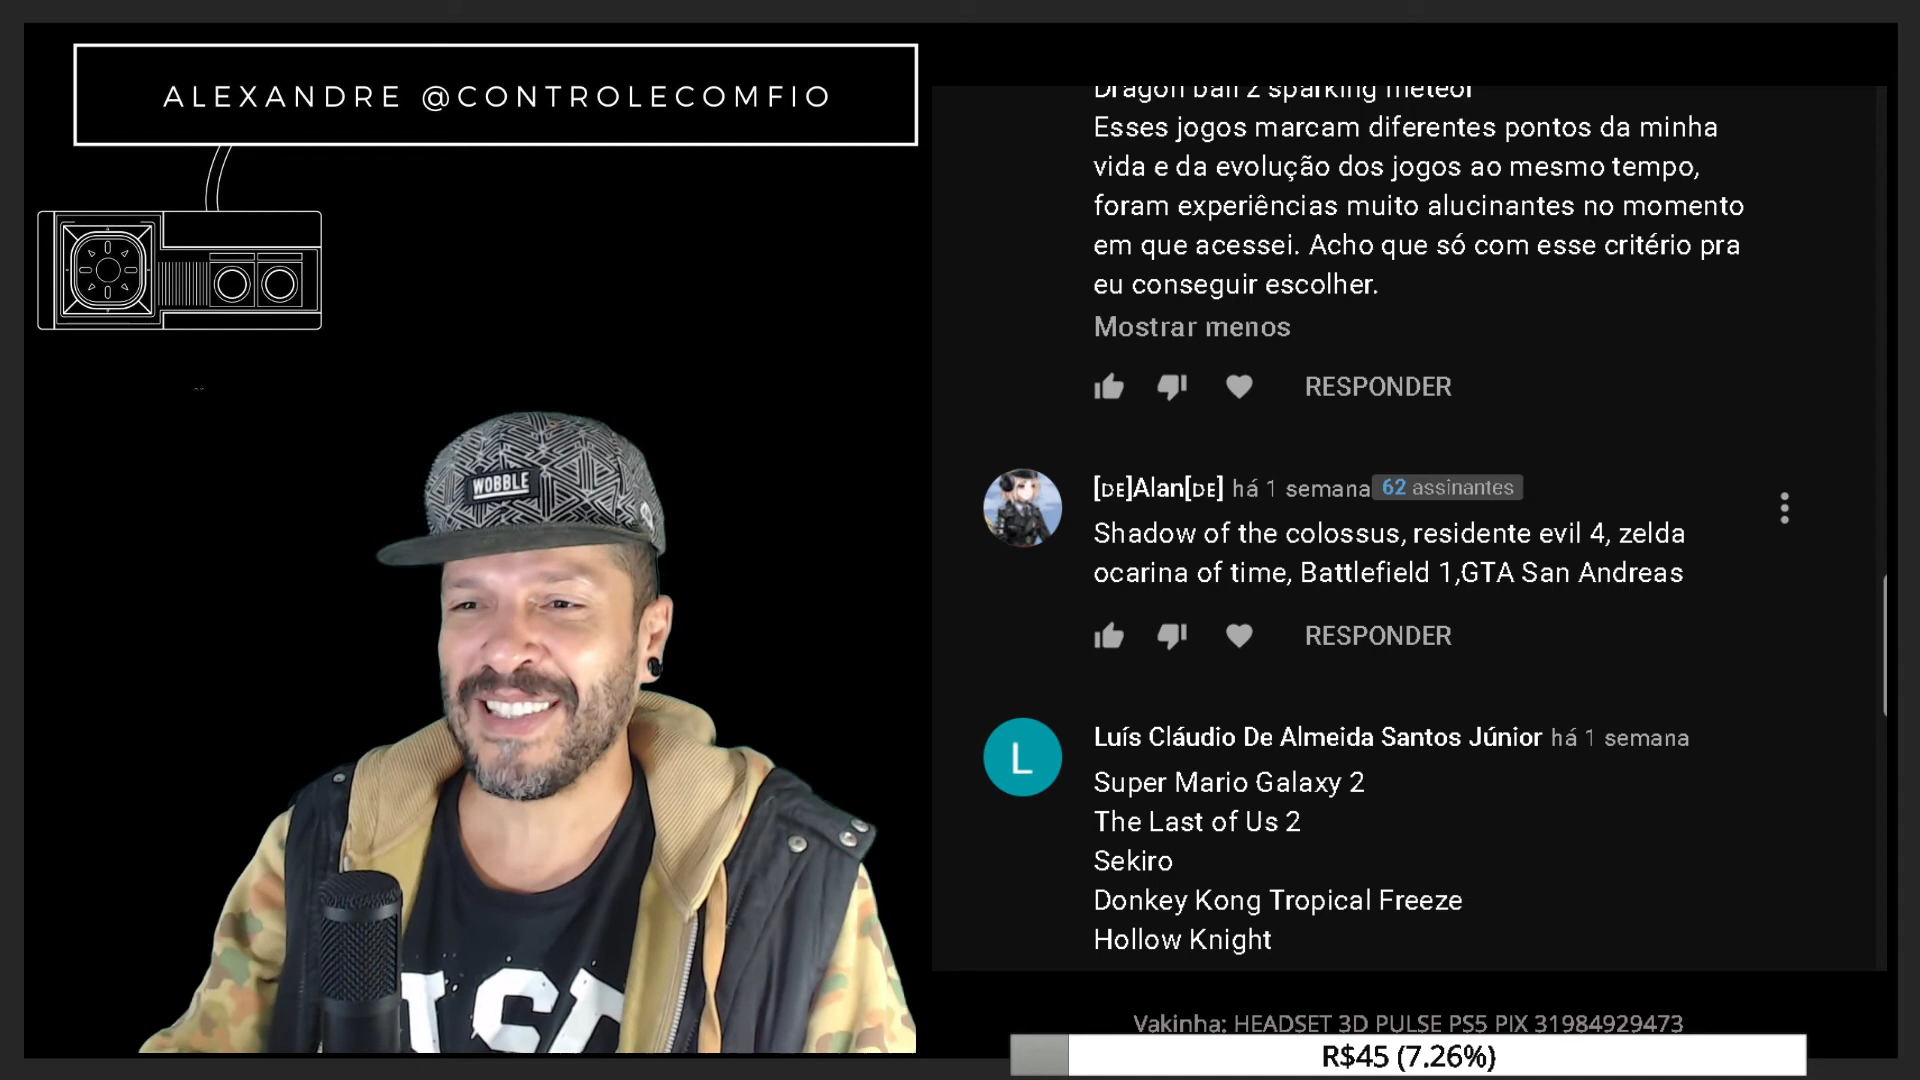 ALEXANDRE @CONTROLECOMFIO
WOBBLE
Dragon ball z sparking meteor
Esses jogos marcam diferentes pontos da minha
vida e da evolução dos jogos ao mesmo tempo,
foram experiências muito alucinantes no momento
em que acessei. Acho que só com esse critério pra
eu conseguir escolher.
Mostrar menos
RESPONDER
[DE]Alan[DE] há 1 semana 62 assinantes
Shadow of the colossus, residente evil 4, zelda
ocarina of time, Battlefield 1,GTA San Andreas
RESPONDER
L
Luís Cláudio De Almeida Santos Júnior há 1 semana
Super Mario Galaxy 2
The Last of Us 2
Sekiro
Donkey Kong Tropical Freeze
Hollow Knight
Vakinha: HEADSET 3D PULSE PS5 PIX 31984929473
R$45 (7.26%)